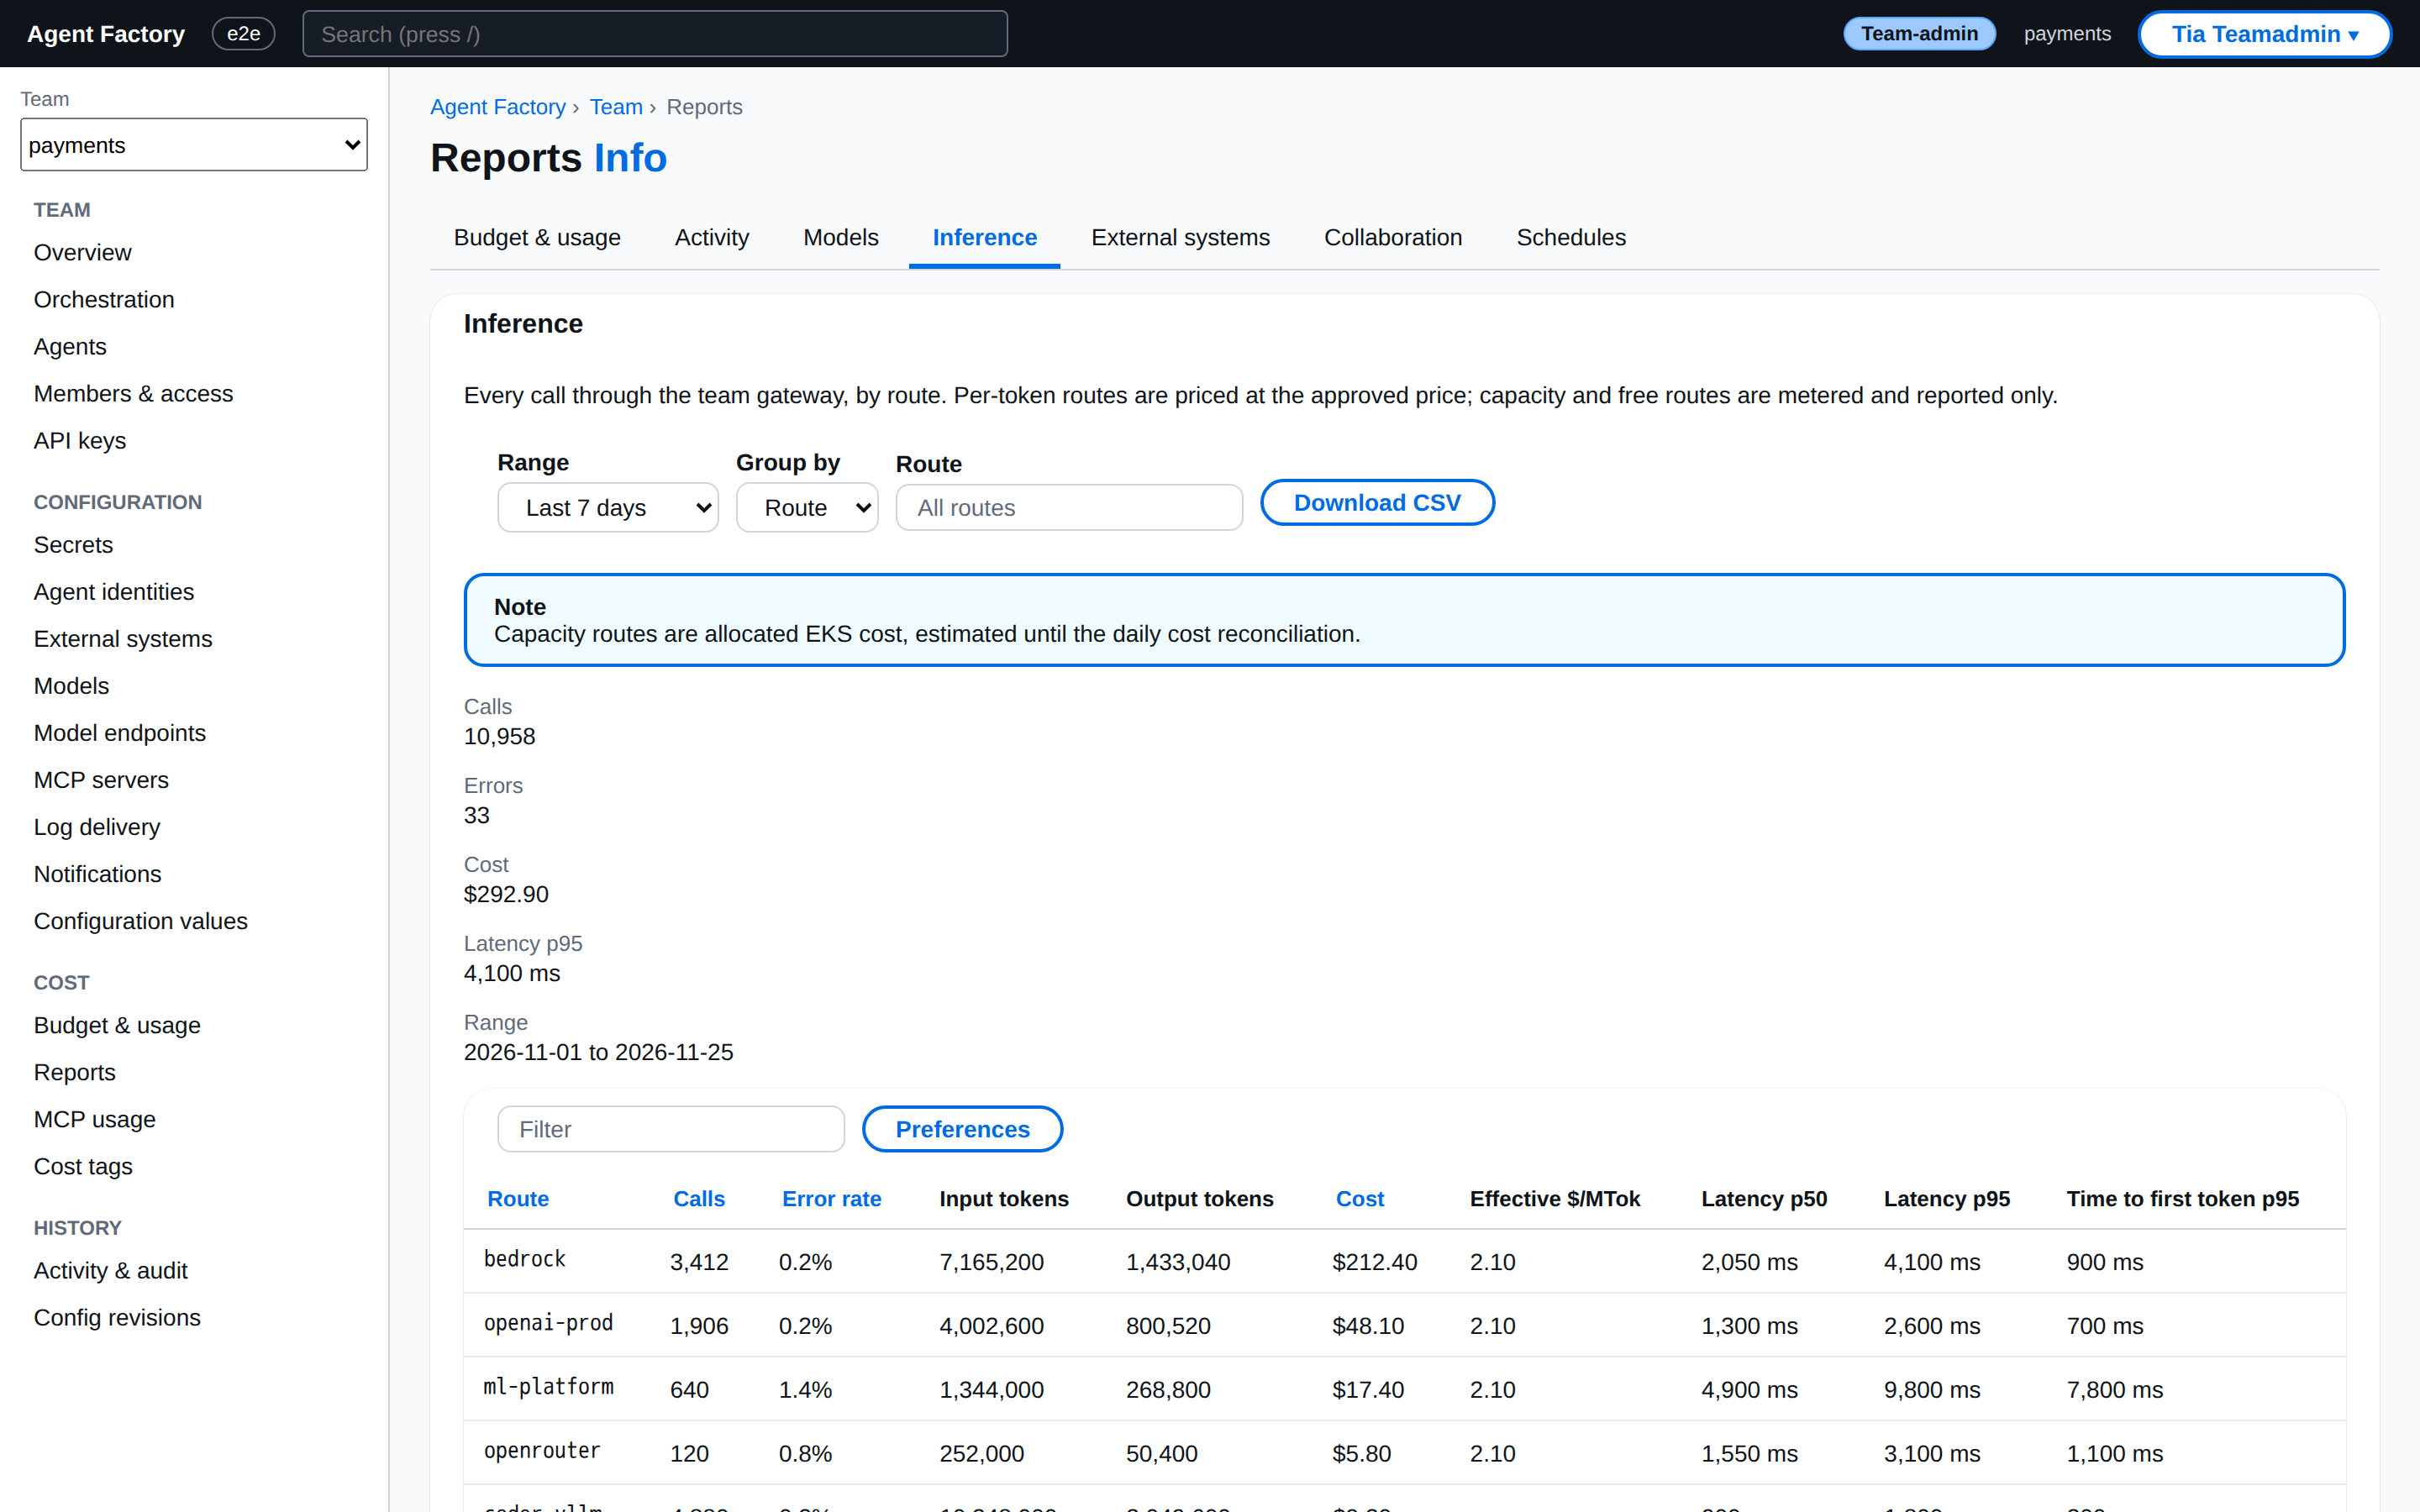 Agent Factory e2e Search (press /) Team-admin payments Tia Teamadmin ▾
Team
payments
TEAM
Overview
Orchestration
Agents
Members & access
API keys
CONFIGURATION
Secrets
Agent identities
External systems
Models
Model endpoints
MCP servers
Log delivery
Notifications
Configuration values
COST
Budget & usage
Reports
MCP usage
Cost tags
HISTORY
Activity & audit
Config revisions
Agent Factory › Team › Reports
Reports Info
Budget & usage Activity Models Inference External systems Collaboration Schedules
Inference
Every call through the team gateway, by route. Per-token routes are priced at the approved price; capacity and free routes are metered and reported only.
Range Group by Route
Last 7 days Route All routes Download CSV
Note
Capacity routes are allocated EKS cost, estimated until the daily cost reconciliation.
Calls
10,958
Errors
33
Cost
$292.90
Latency p95
4,100 ms
Range
2026-11-01 to 2026-11-25
Filter Preferences
Route Calls Error rate Input tokens Output tokens Cost Effective $/MTok Latency p50 Latency p95 Time to first token p95
bedrock 3,412 0.2% 7,165,200 1,433,040 $212.40 2.10 2,050 ms 4,100 ms 900 ms
openai-prod 1,906 0.2% 4,002,600 800,520 $48.10 2.10 1,300 ms 2,600 ms 700 ms
ml-platform 640 1.4% 1,344,000 268,800 $17.40 2.10 4,900 ms 9,800 ms 7,800 ms
openrouter 120 0.8% 252,000 50,400 $5.80 2.10 1,550 ms 3,100 ms 1,100 ms